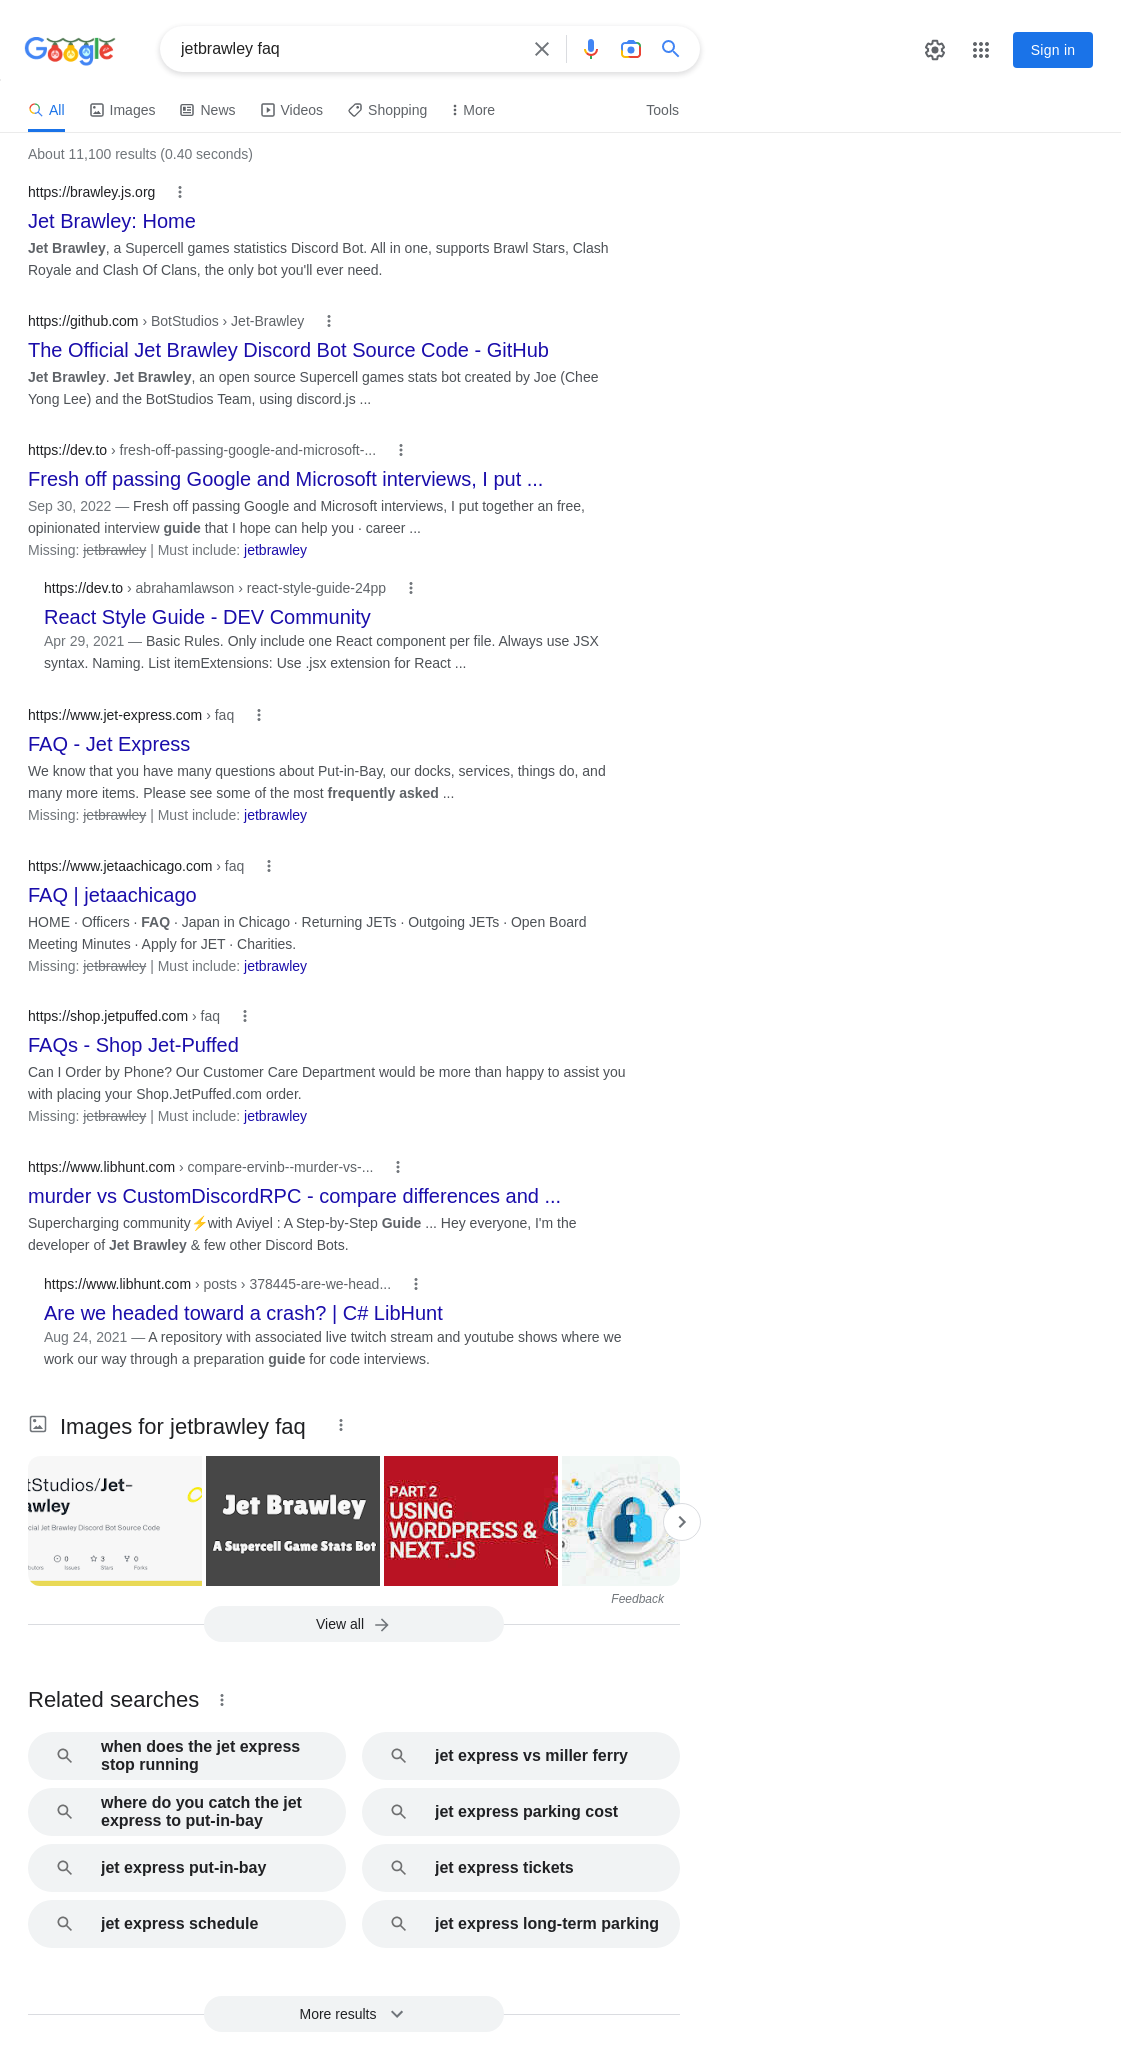 Google
jetbrawley faq
Sign in
All
Images
News
Videos
Shopping
More
Tools
About 11,100 results (0.40 seconds)
https://brawley.js.org
Jet Brawley: Home
Jet Brawley, a Supercell games statistics Discord Bot. All in one, supports Brawl Stars, Clash
Royale and Clash Of Clans, the only bot you'll ever need.
https://github.com › BotStudios › Jet-Brawley
The Official Jet Brawley Discord Bot Source Code - GitHub
Jet Brawley. Jet Brawley, an open source Supercell games stats bot created by Joe (Chee
Yong Lee) and the BotStudios Team, using discord.js ...
https://dev.to › fresh-off-passing-google-and-microsoft-...
Fresh off passing Google and Microsoft interviews, I put ...
Sep 30, 2022 — Fresh off passing Google and Microsoft interviews, I put together an free,
opinionated interview guide that I hope can help you · career ...
Missing: jetbrawley | Must include: jetbrawley
https://dev.to › abrahamlawson › react-style-guide-24pp
React Style Guide - DEV Community
Apr 29, 2021 — Basic Rules. Only include one React component per file. Always use JSX
syntax. Naming. List itemExtensions: Use .jsx extension for React ...
https://www.jet-express.com › faq
FAQ - Jet Express
We know that you have many questions about Put-in-Bay, our docks, services, things do, and
many more items. Please see some of the most frequently asked ...
Missing: jetbrawley | Must include: jetbrawley
https://www.jetaachicago.com › faq
FAQ | jetaachicago
HOME · Officers · FAQ · Japan in Chicago · Returning JETs · Outgoing JETs · Open Board
Meeting Minutes · Apply for JET · Charities.
Missing: jetbrawley | Must include: jetbrawley
https://shop.jetpuffed.com › faq
FAQs - Shop Jet-Puffed
Can I Order by Phone? Our Customer Care Department would be more than happy to assist you
with placing your Shop.JetPuffed.com order.
Missing: jetbrawley | Must include: jetbrawley
https://www.libhunt.com › compare-ervinb--murder-vs-...
murder vs CustomDiscordRPC - compare differences and ...
Supercharging community⚡with Aviyel : A Step-by-Step Guide ... Hey everyone, I'm the
developer of Jet Brawley & few other Discord Bots.
https://www.libhunt.com › posts › 378445-are-we-head...
Are we headed toward a crash? | C# LibHunt
Aug 24, 2021 — A repository with associated live twitch stream and youtube shows where we
work our way through a preparation guide for code interviews.
Images for jetbrawley faq
tStudios/Jet-
awley
cial Jet Brawley Discord Bot Source Code
0
3
0
butors
Issues
Stars
Forks
Jet Brawley
A Supercell Game Stats Bot
PART 2
USING
WORDPRESS &
NEXT.JS
Feedback
View all
Related searches
when does the jet express
stop running
jet express vs miller ferry
where do you catch the jet
express to put-in-bay
jet express parking cost
jet express put-in-bay
jet express tickets
jet express schedule
jet express long-term parking
More results